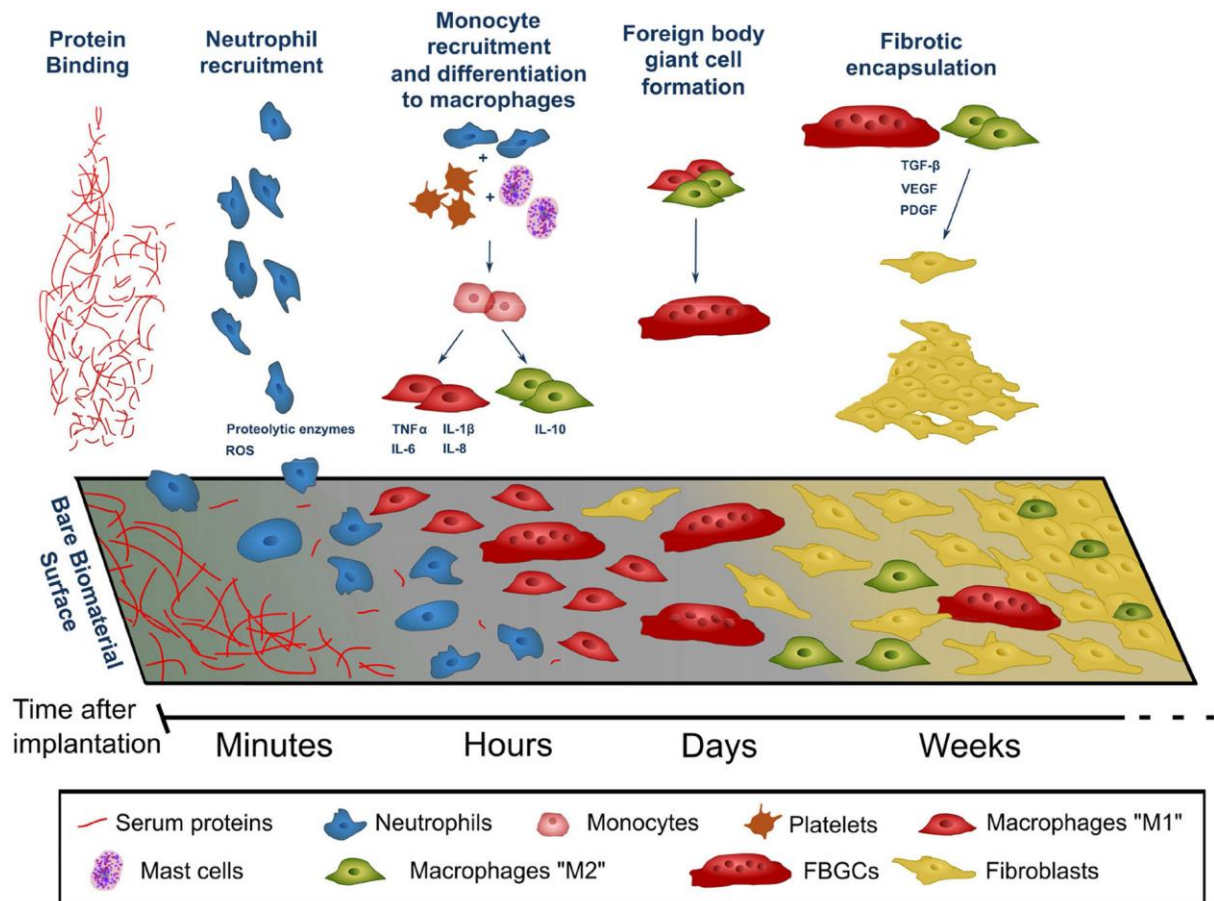 Protein
Binding
Neutrophil
recruitment
Monocyte
recruitment
and differentiation
to macrophages
Foreign body
giant cell
formation
Fibrotic
encapsulation
+
+
TGF-β
VEGF
PDGF
Proteolytic enzymes
ROS
TNFα IL-1β
IL-6 IL-8
IL-10
Bare Biomaterial
Surface
Time after
implantation
Minutes
Hours
Days
Weeks
Serum proteins
Neutrophils
Monocytes
Platelets
Macrophages "M1"
Mast cells
Macrophages "M2"
FBGCs
Fibroblasts